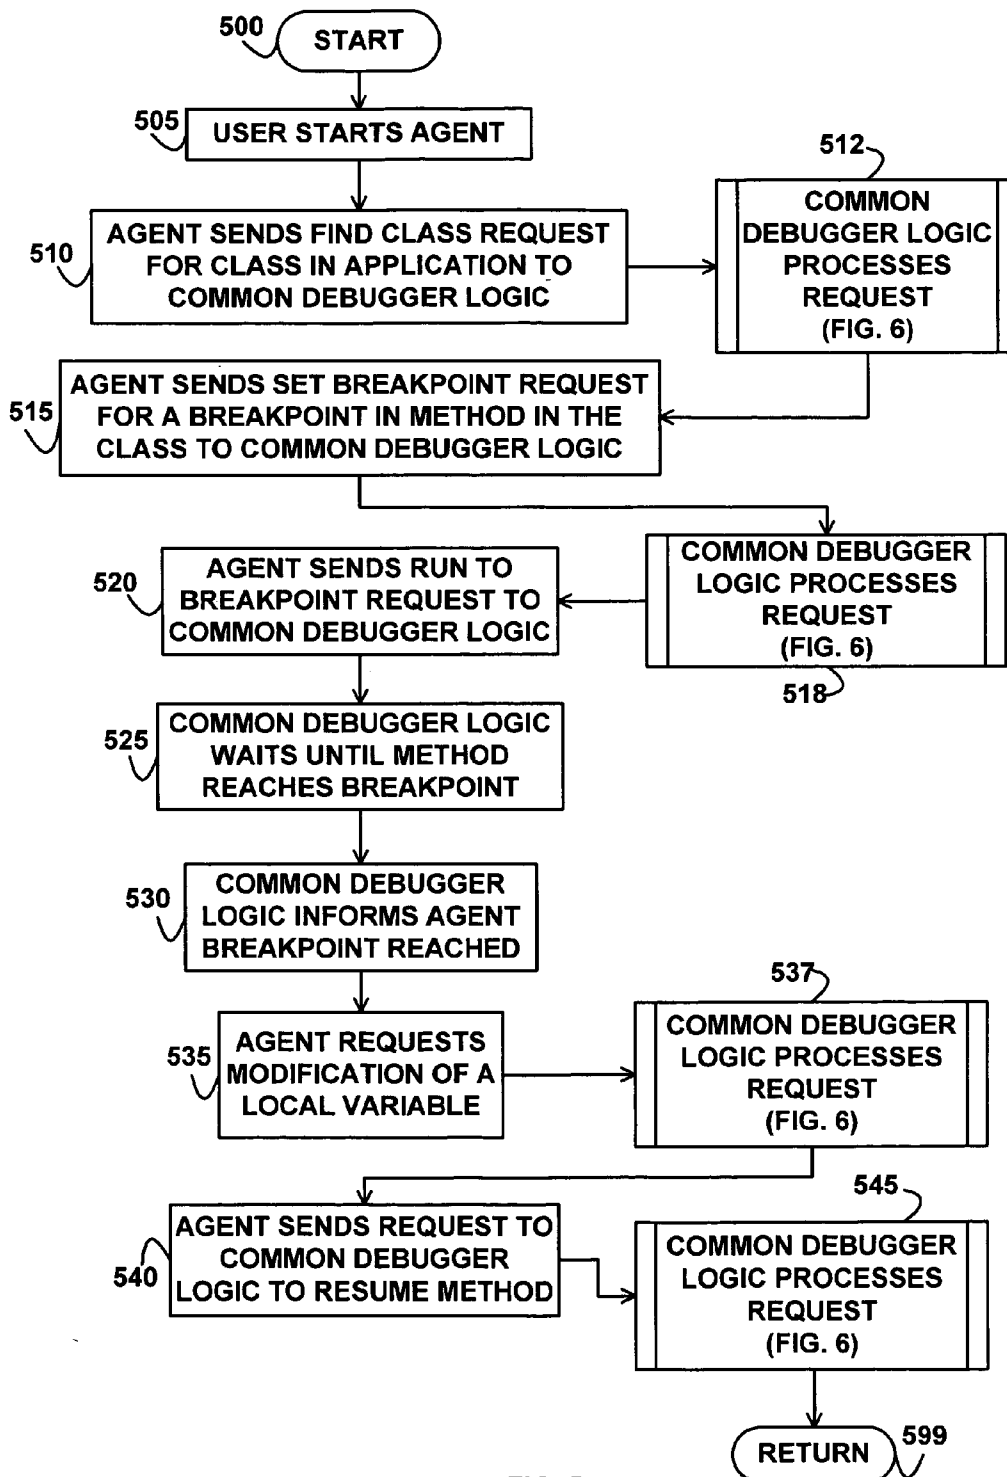 500
START
505
USER STARTS AGENT
512
COMMON
DEBUGGER LOGIC
PROCESSES
REQUEST
(FIG. 6)
510
AGENT SENDS FIND CLASS REQUEST
FOR CLASS IN APPLICATION TO
COMMON DEBUGGER LOGIC
515
AGENT SENDS SET BREAKPOINT REQUEST
FOR A BREAKPOINT IN METHOD IN THE
CLASS TO COMMON DEBUGGER LOGIC
COMMON DEBUGGER
LOGIC PROCESSES
REQUEST
(FIG. 6)
518
520
AGENT SENDS RUN TO
BREAKPOINT REQUEST TO
COMMON DEBUGGER LOGIC
525
COMMON DEBUGGER LOGIC
WAITS UNTIL METHOD
REACHES BREAKPOINT
530
COMMON DEBUGGER
LOGIC INFORMS AGENT
BREAKPOINT REACHED
535
AGENT REQUESTS
MODIFICATION OF A
LOCAL VARIABLE
537
COMMON DEBUGGER
LOGIC PROCESSES
REQUEST
(FIG. 6)
540
AGENT SENDS REQUEST TO
COMMON DEBUGGER
LOGIC TO RESUME METHOD
545
COMMON DEBUGGER
LOGIC PROCESSES
REQUEST
(FIG. 6)
RETURN
599